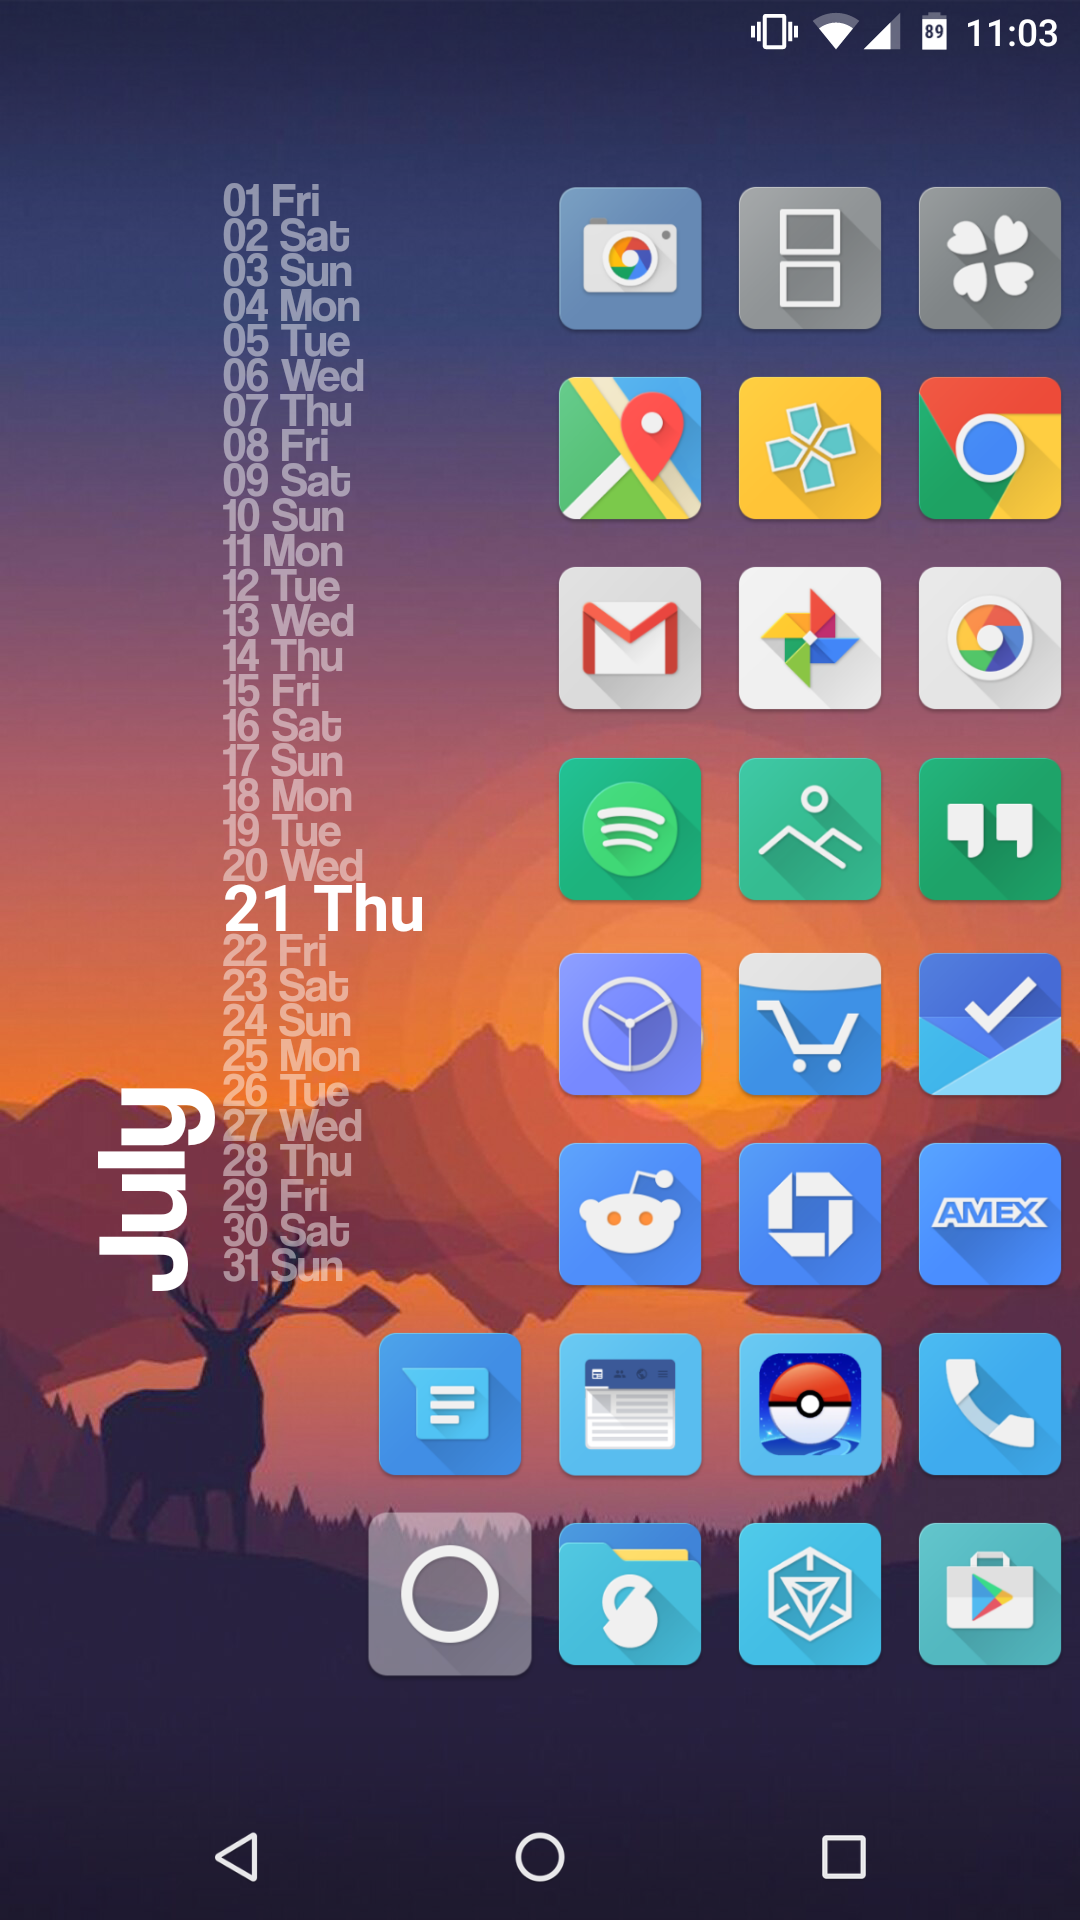 89 11:03
01 Fri
02 Sat
03 Sun
04 Mon
05 Tue
06 Wed
07 Thu
08 Fri
09 Sat
10 Sun
11 Mon
12 Tue
13 Wed
14 Thu
15 Fri
16 Sat
17 Sun
18 Mon
19 Tue
20 Wed
21 Thu
22 Fri
23 Sat
24 Sun
25 Mon
26 Tue
27 Wed
28 Thu
29 Fri
30 Sat
31 Sun
July
AMEX